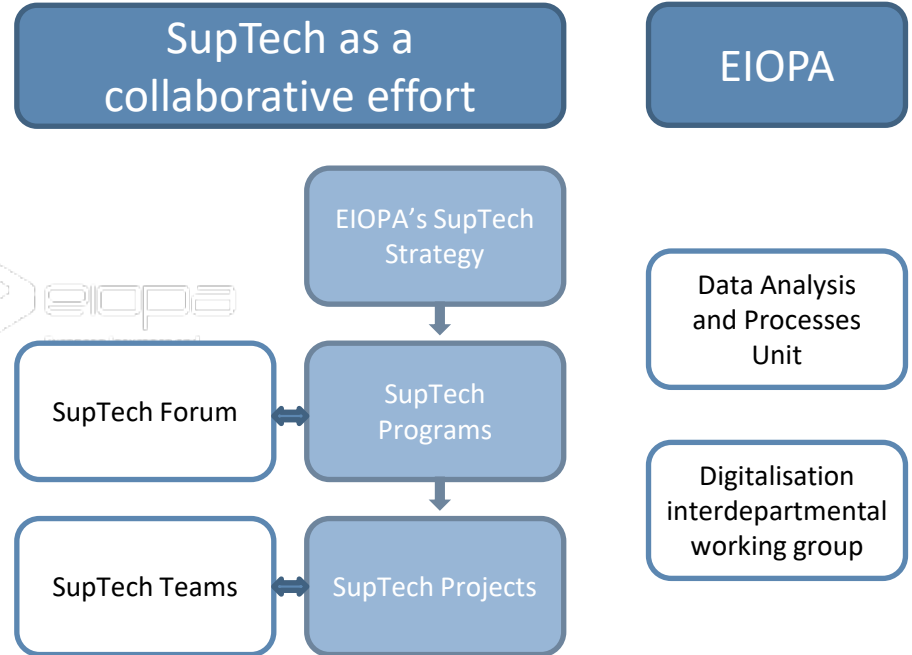 SupTech as a
collaborative effort
EIOPA
EIOPA's SupTech
Strategy
eiopa
Data Analysis
and Processes
Unit
SupTech Forum
SupTech
Programs
Digitalisation
interdepartmental
working group
SupTech Teams
SupTech Projects